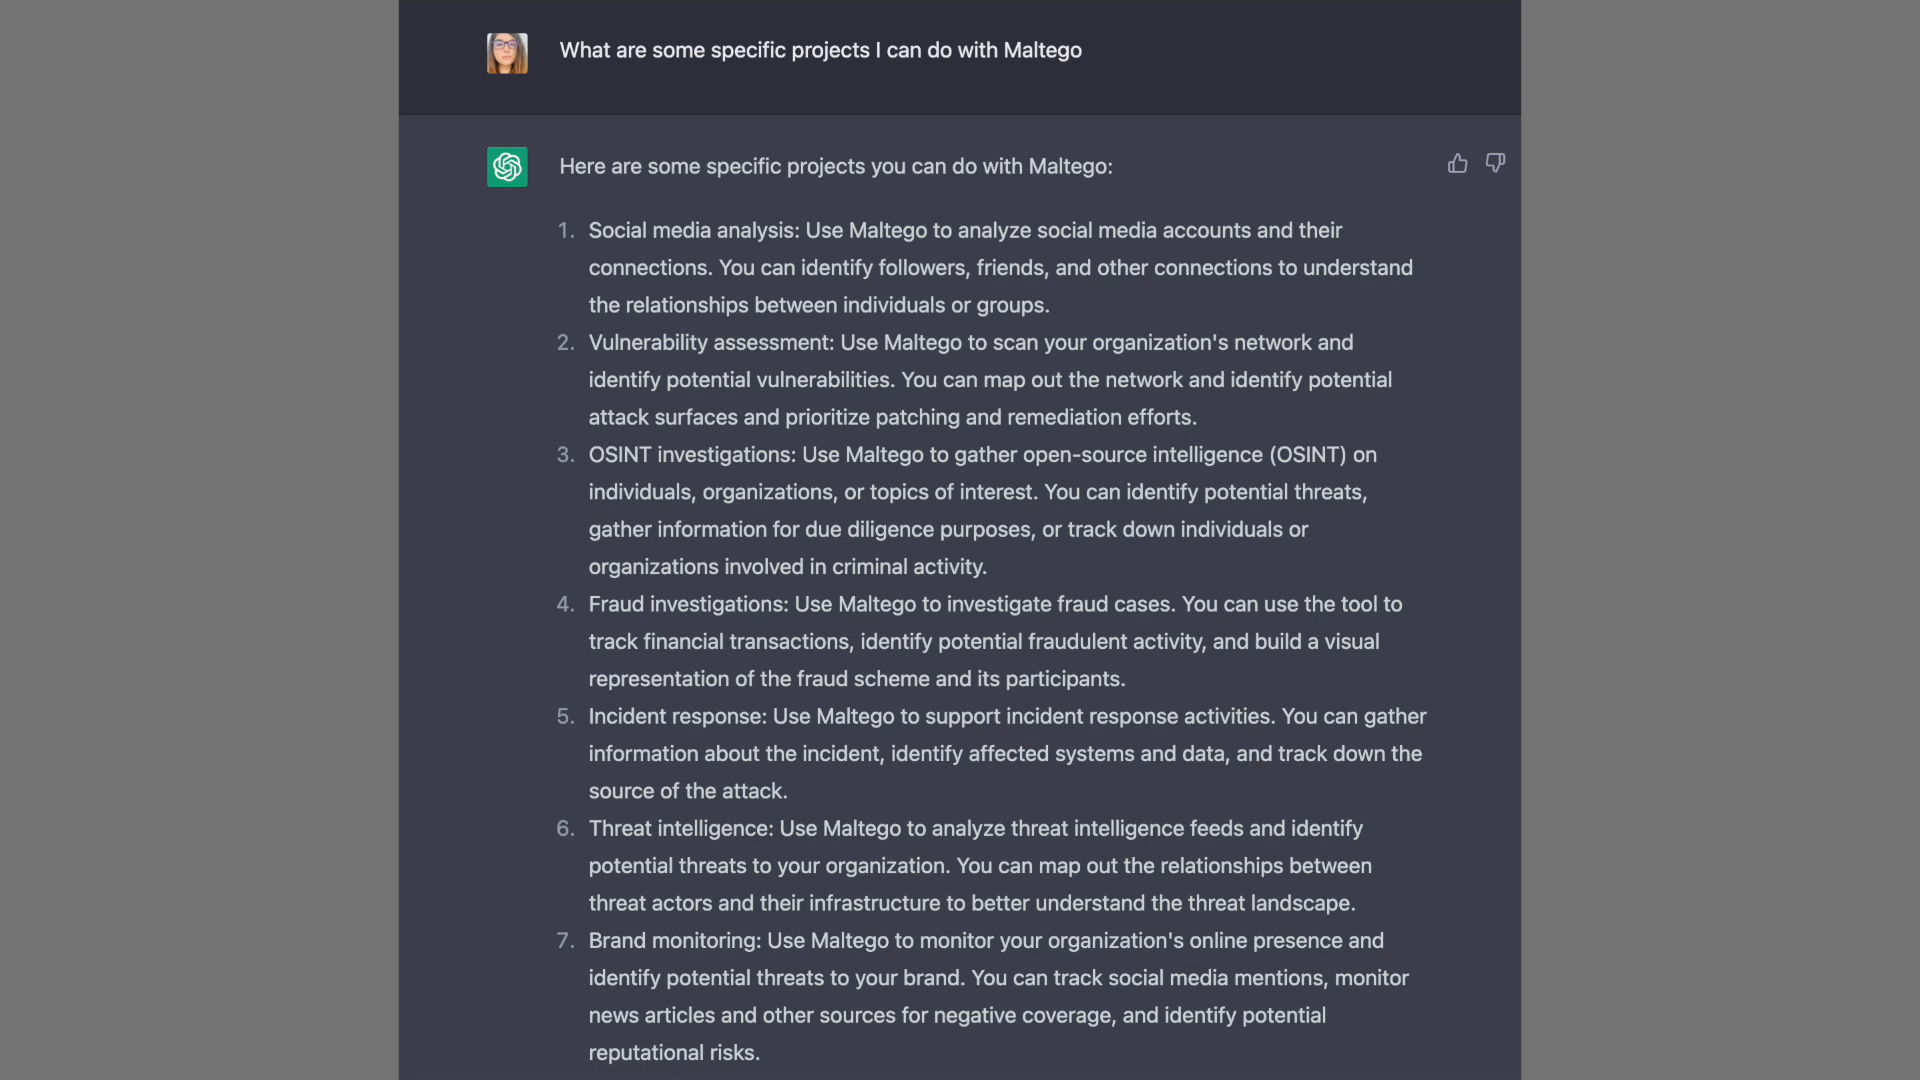 What are some specific projects I can do with Maltego
Here are some specific projects you can do with Maltego:
1. Social media analysis: Use Maltego to analyze social media accounts and their
connections. You can identify followers, friends, and other connections to understand
the relationships between individuals or groups.
2. Vulnerability assessment: Use Maltego to scan your organization's network and
identify potential vulnerabilities. You can map out the network and identify potential
attack surfaces and prioritize patching and remediation efforts.
3. OSINT investigations: Use Maltego to gather open-source intelligence (OSINT) on
individuals, organizations, or topics of interest. You can identify potential threats,
gather information for due diligence purposes, or track down individuals or
organizations involved in criminal activity.
4. Fraud investigations: Use Maltego to investigate fraud cases. You can use the tool to
track financial transactions, identify potential fraudulent activity, and build a visual
representation of the fraud scheme and its participants.
5. Incident response: Use Maltego to support incident response activities. You can gather
information about the incident, identify affected systems and data, and track down the
source of the attack.
6. Threat intelligence: Use Maltego to analyze threat intelligence feeds and identify
potential threats to your organization. You can map out the relationships between
threat actors and their infrastructure to better understand the threat landscape.
7. Brand monitoring: Use Maltego to monitor your organization's online presence and
identify potential threats to your brand. You can track social media mentions, monitor
news articles and other sources for negative coverage, and identify potential
reputational risks.